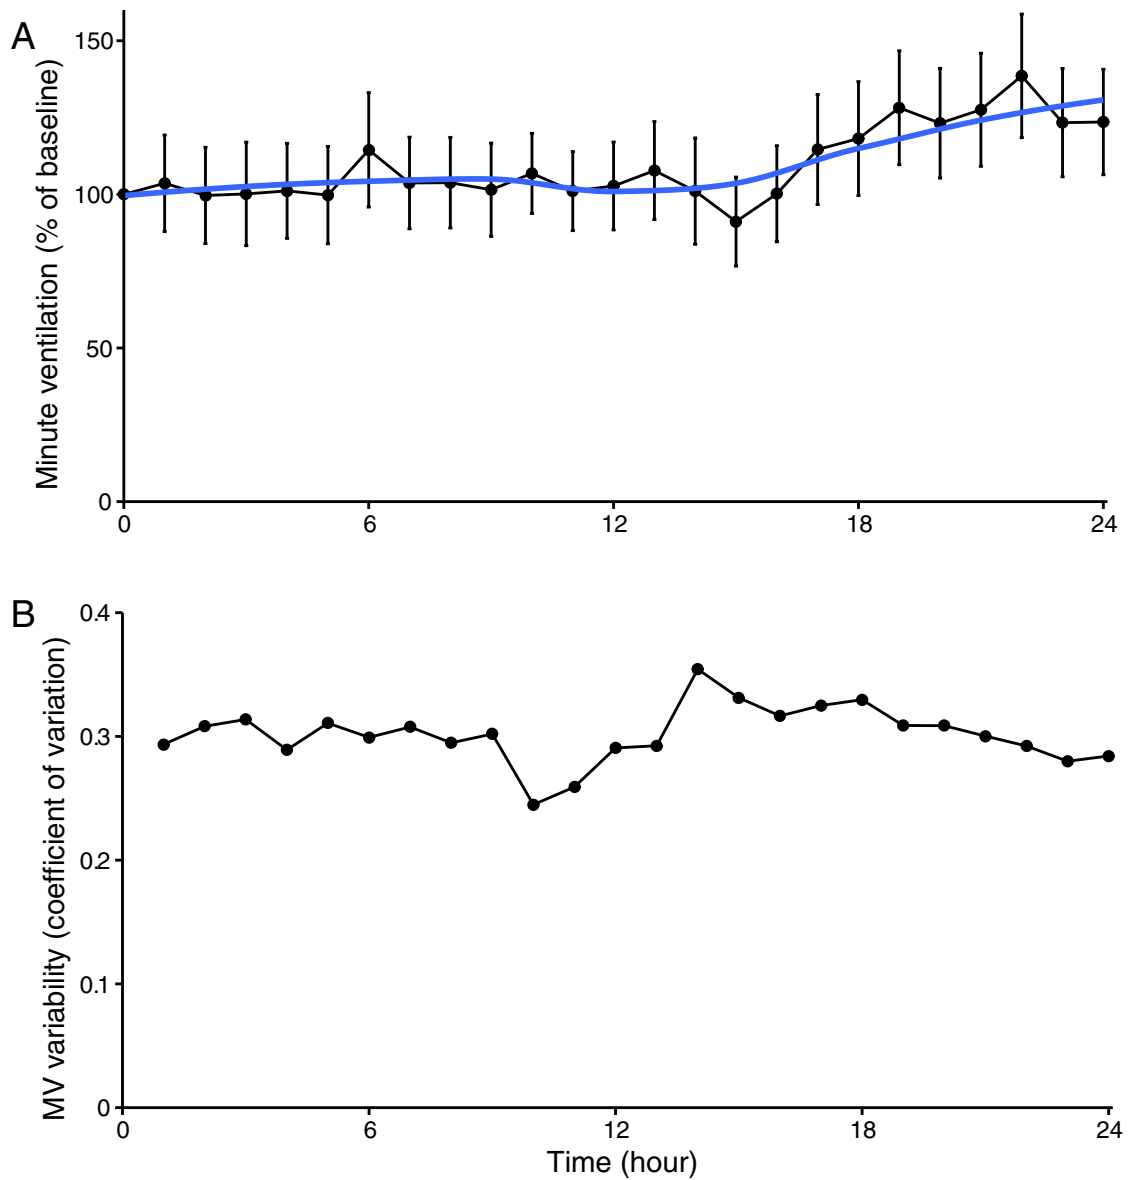 A
Minute ventilation (% of baseline)
150
100
50
0
0 6 12 18 24
B
MV variability (coefficient of variation)
0.4
0.3
0.2
0.1
0
0 6 12 18 24
Time (hour)